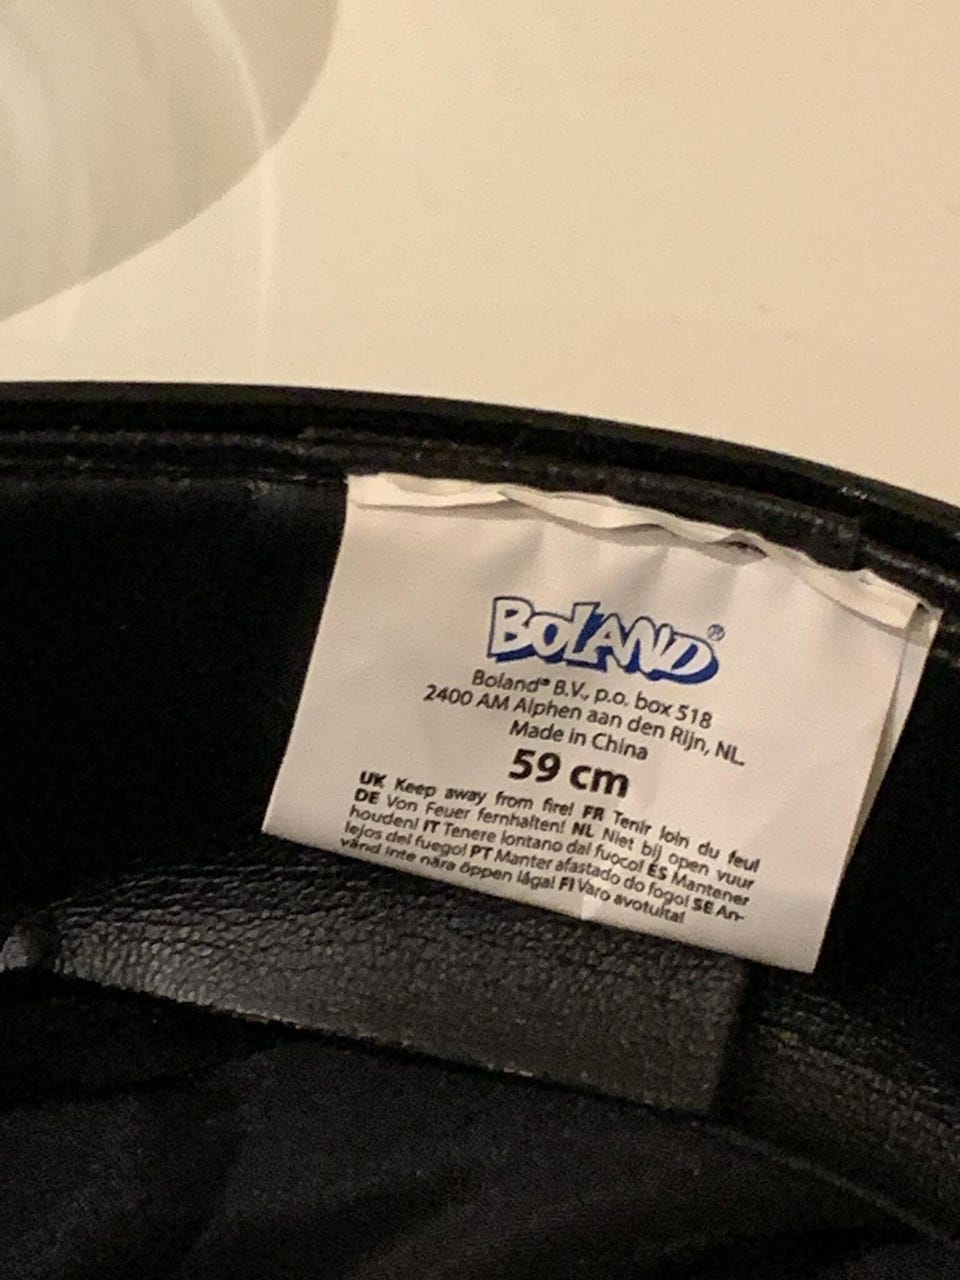 BOLAND®
Boland® B.V., p.o. box 518
2400 AM Alphen aan den Rijn, NL.
Made in China
59 cm
UK Keep away from fire! FR Tenir loin du feu!
DE Von Feuer fernhalten! NL Niet bij open vuur
houden! IT Tenere lontano dal fuoco! ES Mantener
lejos del fuego! PT Manter afastado do fogo! SE An-
vänd inte nära öppen låga! FI Varo avotulta!